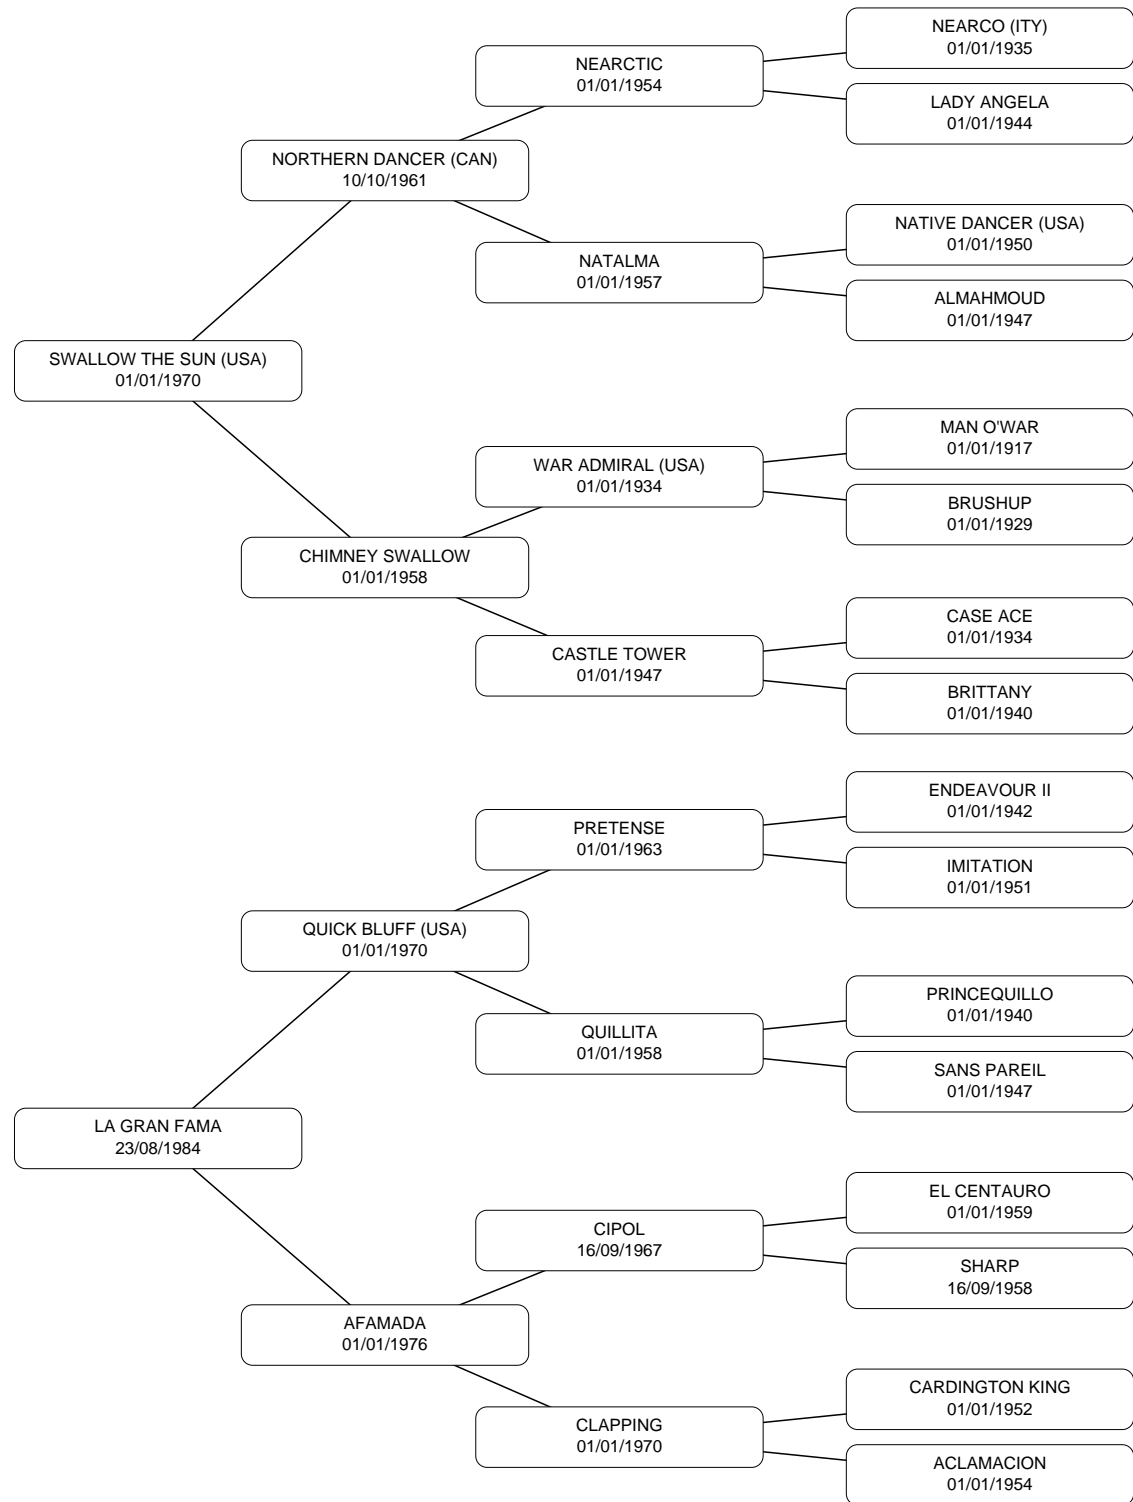 NEARCO (ITY)
01/01/1935
NEARCTIC
01/01/1954
LADY ANGELA
01/01/1944
NORTHERN DANCER (CAN)
10/10/1961
NATIVE DANCER (USA)
01/01/1950
NATALMA
01/01/1957
ALMAHMOUD
01/01/1947
SWALLOW THE SUN (USA)
01/01/1970
MAN O'WAR
01/01/1917
WAR ADMIRAL (USA)
01/01/1934
BRUSHUP
01/01/1929
CHIMNEY SWALLOW
01/01/1958
CASE ACE
01/01/1934
CASTLE TOWER
01/01/1947
BRITTANY
01/01/1940
ENDEAVOUR II
01/01/1942
PRETENSE
01/01/1963
IMITATION
01/01/1951
QUICK BLUFF (USA)
01/01/1970
PRINCEQUILLO
01/01/1940
QUILLITA
01/01/1958
SANS PAREIL
01/01/1947
LA GRAN FAMA
23/08/1984
EL CENTAURO
01/01/1959
CIPOL
16/09/1967
SHARP
16/09/1958
AFAMADA
01/01/1976
CARDINGTON KING
01/01/1952
CLAPPING
01/01/1970
ACLAMACION
01/01/1954